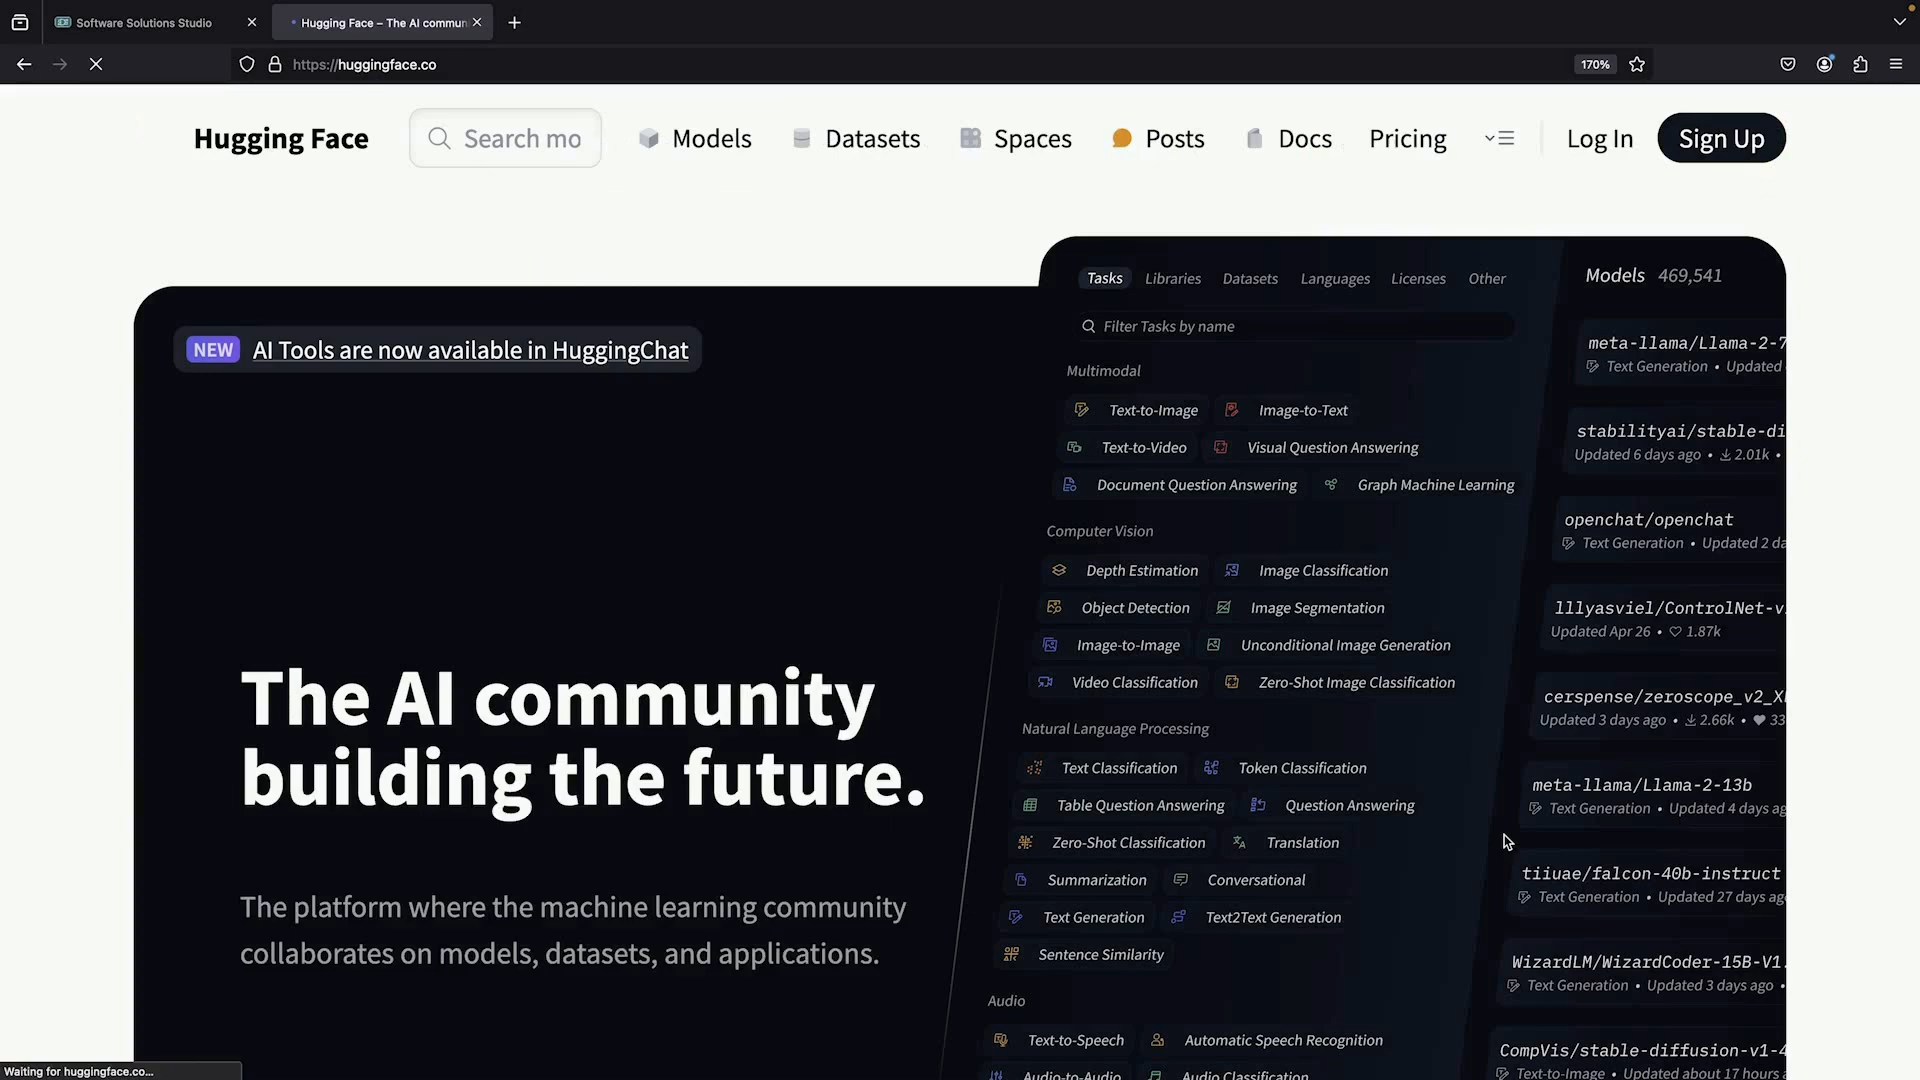 Software Solutions Studio
Hugging Face – The AI commun
https://huggingface.co
170%
Hugging Face
Search mo
Models
Datasets
Spaces
Posts
Docs
Pricing
Log In
Sign Up
NEW
AI Tools are now available in HuggingChat
The AI community
building the future.
The platform where the machine learning community
collaborates on models, datasets, and applications.
Tasks Libraries Datasets Languages Licenses Other
Filter Tasks by name
Multimodal
Text-to-Image Image-to-Text
Text-to-Video Visual Question Answering
Document Question Answering Graph Machine Learning
Computer Vision
Depth Estimation Image Classification
Object Detection Image Segmentation
Image-to-Image Unconditional Image Generation
Video Classification Zero-Shot Image Classification
Natural Language Processing
Text Classification Token Classification
Table Question Answering Question Answering
Zero-Shot Classification Translation
Summarization Conversational
Text Generation Text2Text Generation
Sentence Similarity
Audio
Text-to-Speech Automatic Speech Recognition
Audio-to-Audio Audio Classification
Models 469,541
meta-llama/Llama-2-7
Text Generation • Updated
stabilityai/stable-di
Updated 6 days ago • 2.01k •
openchat/openchat
Text Generation • Updated 2 da
lllyasviel/ControlNet-v
Updated Apr 26 • 1.87k
cerspense/zeroscope_v2_X
Updated 3 days ago • 2.66k • 33
meta-llama/Llama-2-13b
Text Generation • Updated 4 days ag
tiiuae/falcon-40b-instruct
Text Generation • Updated 27 days ag
WizardLM/WizardCoder-15B-V1.
Text Generation • Updated 3 days ago •
CompVis/stable-diffusion-v1-4
Text-to-Image • Updated about 17 hours a
Waiting for huggingface.co...